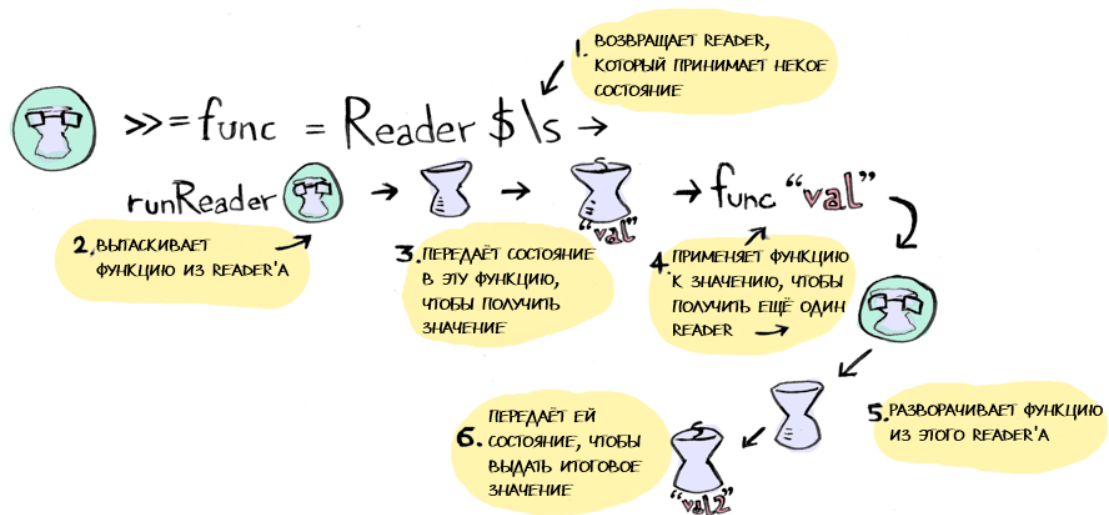 1. ВОЗВРАЩАЕТ READER,
КОТОРЫЙ ПРИНИМАЕТ НЕКОЕ
СОСТОЯНИЕ
>>= func = Reader $ \s →
runReader → → → func "val"
"val"
2. ВЫТАСКИВАЕТ
ФУНКЦИЮ ИЗ READER'А
3. ПЕРЕДАЁТ СОСТОЯНИЕ
В ЭТУ ФУНКЦИЮ,
ЧТОБЫ ПОЛУЧИТЬ
ЗНАЧЕНИЕ
4. ПРИМЕНЯЕТ ФУНКЦИЮ
К ЗНАЧЕНИЮ, ЧТОБЫ
ПОЛУЧИТЬ ЕЩЁ ОДИН
READER →
5. РАЗВОРАЧИВАЕТ ФУНКЦИЮ
ИЗ ЭТОГО READER'А
6. ПЕРЕДАЁТ ЕЙ
СОСТОЯНИЕ, ЧТОБЫ
ВЫДАТЬ ИТОГОВОЕ
ЗНАЧЕНИЕ
"val2"